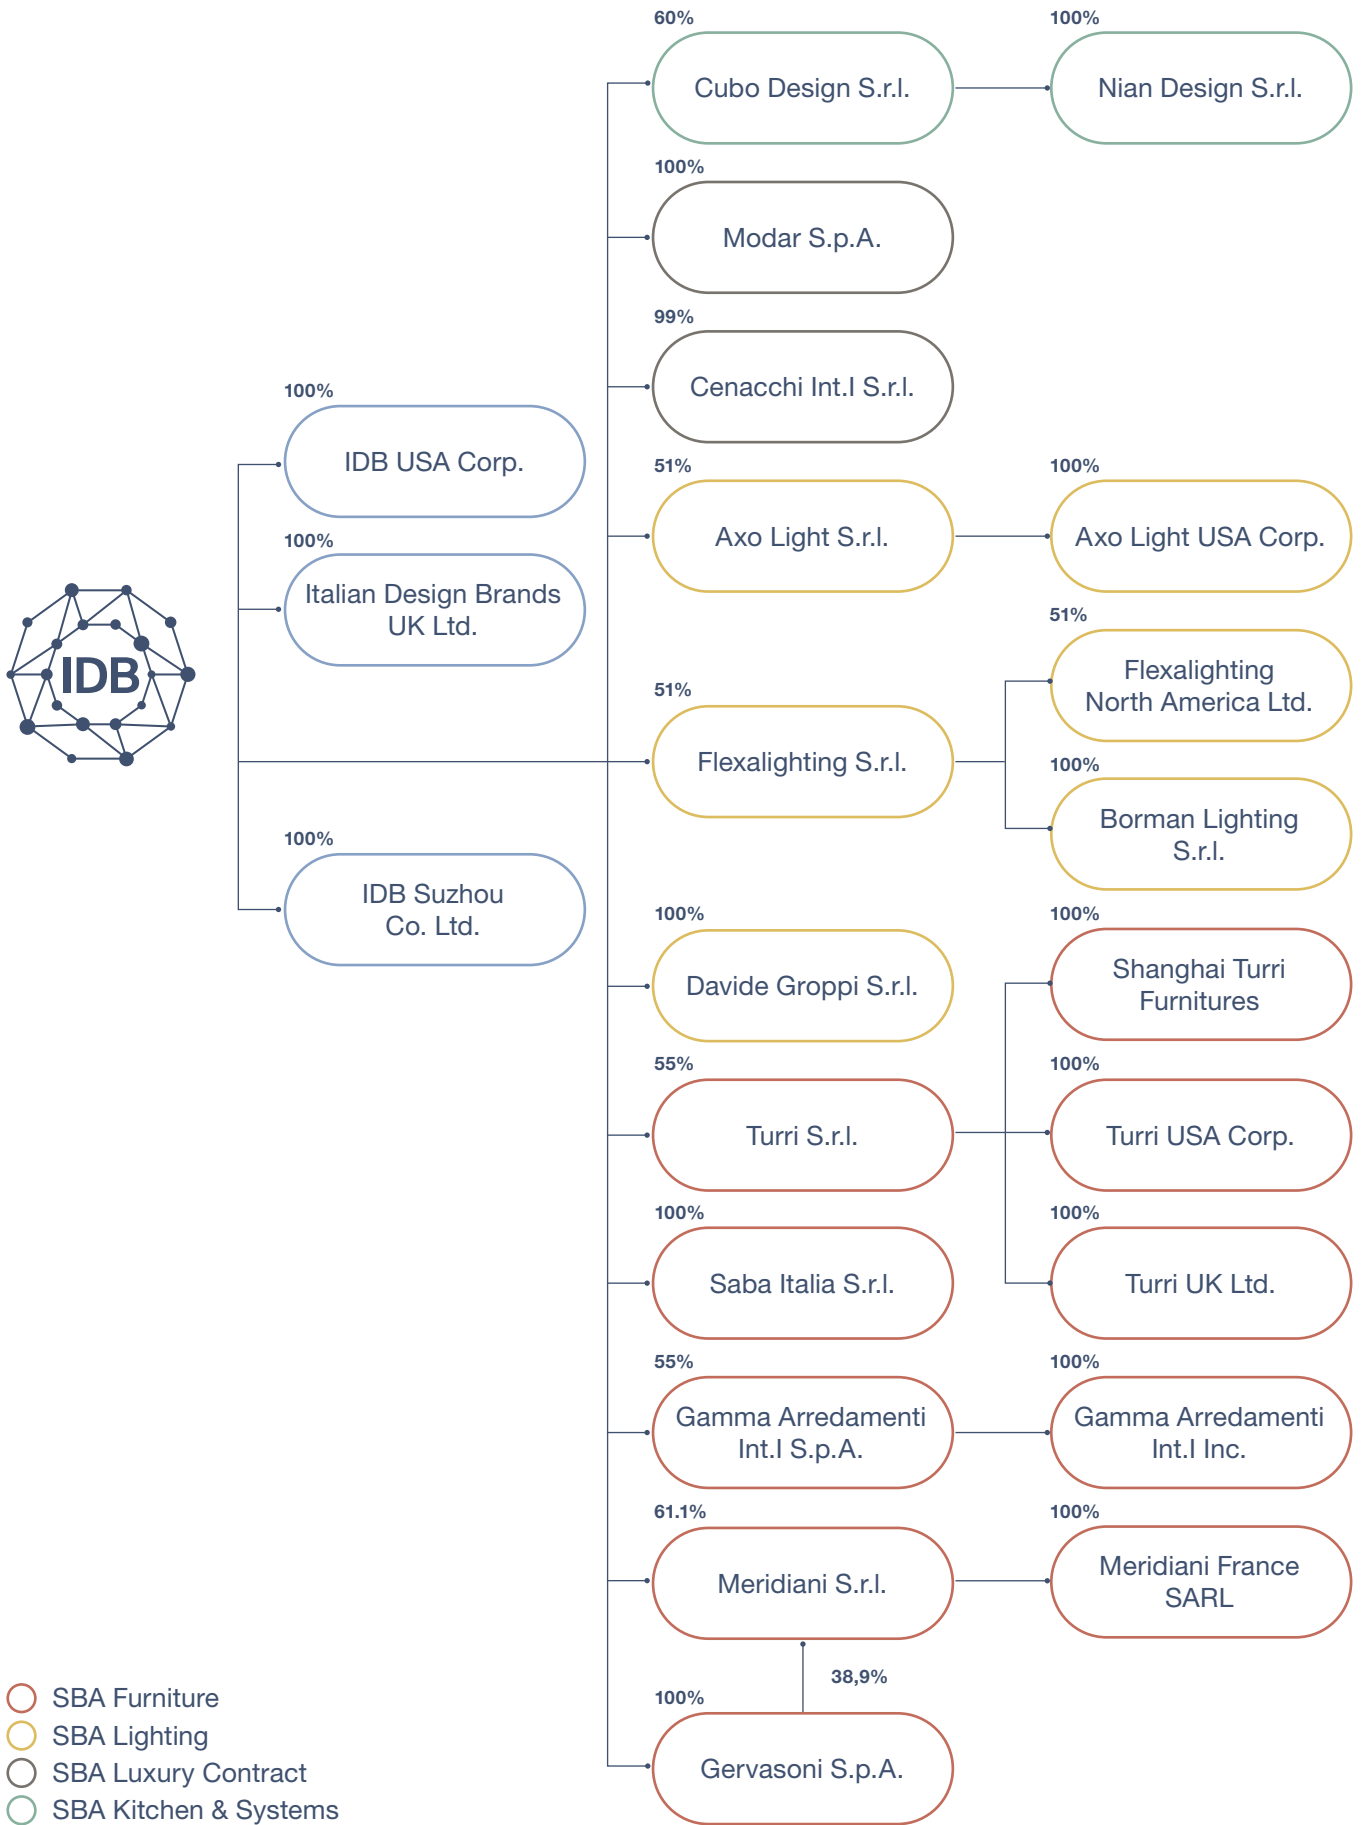 60%
Cubo Design S.r.l.
100%
Nian Design S.r.l.
100%
Modar S.p.A.
99%
Cenacchi Int.I S.r.l.
100%
IDB USA Corp.
51%
Axo Light S.r.l.
100%
Axo Light USA Corp.
100%
Italian Design Brands
UK Ltd.
IDB
51%
Flexalighting S.r.l.
51%
Flexalighting
North America Ltd.
100%
Borman Lighting
S.r.l.
100%
IDB Suzhou
Co. Ltd.
100%
Davide Groppi S.r.l.
100%
Shanghai Turri
Furnitures
55%
Turri S.r.l.
100%
Turri USA Corp.
100%
Saba Italia S.r.l.
100%
Turri UK Ltd.
55%
Gamma Arredamenti
Int.I S.p.A.
100%
Gamma Arredamenti
Int.I Inc.
61.1%
Meridiani S.r.l.
100%
Meridiani France
SARL
38,9%
100%
Gervasoni S.p.A.
SBA Furniture
SBA Lighting
SBA Luxury Contract
SBA Kitchen & Systems